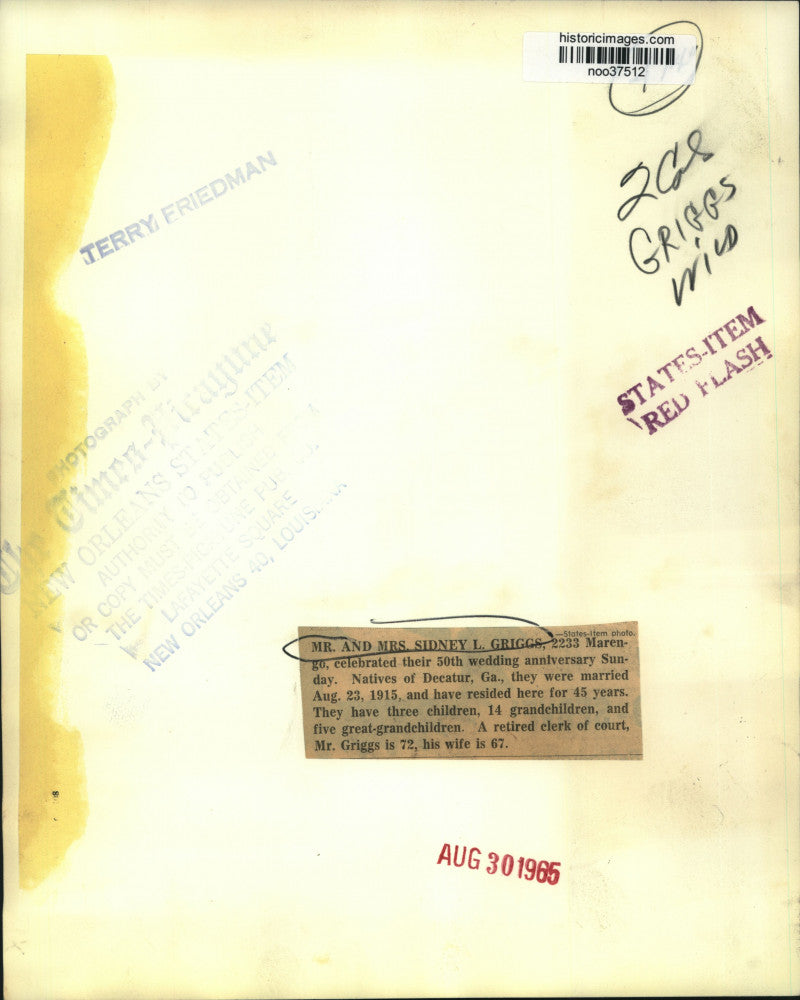 historicimages.com
noo37512
2 Col
GRIGGS
WILD
TERRY FRIEDMAN
STATES-ITEM
RED FLASH
PHOTOGRAPH BY
The Times-Picayune
NEW ORLEANS STATES-ITEM
AUTHORITY TO PUBLISH
OR COPY MUST BE OBTAINED FROM
THE TIMES-PICAYUNE PUB. CO.
LAFAYETTE SQUARE
NEW ORLEANS 40, LOUISIANA
—States-Item photo.
MR. AND MRS. SIDNEY L. GRIGGS, 2233 Maren-
go, celebrated their 50th wedding anniversary Sun-
day. Natives of Decatur, Ga., they were married
Aug. 23, 1915, and have resided here for 45 years.
They have three children, 14 grandchildren, and
five great-grandchildren. A retired clerk of court,
Mr. Griggs is 72, his wife is 67.
AUG 30 1965